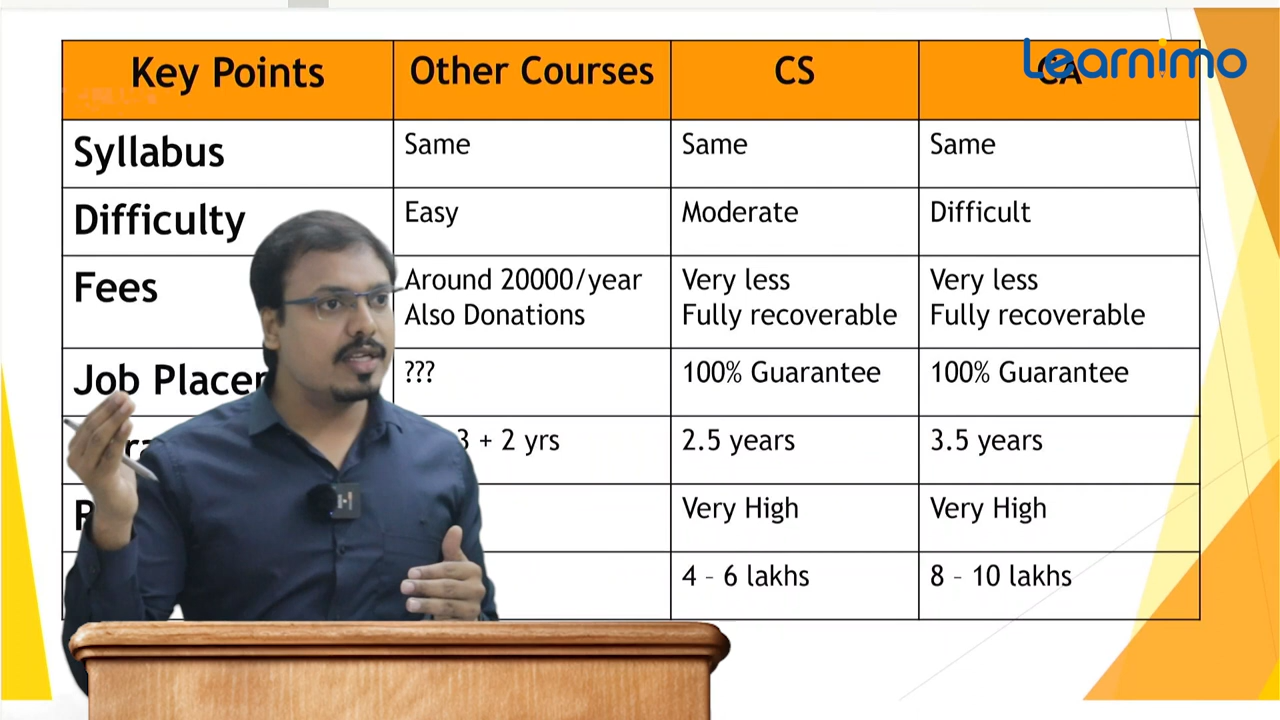 Learnimo
Key Points Other Courses CS CA
Syllabus Same Same Same
Difficulty Easy Moderate Difficult
Fees Around 20000/year Very less Very less
Also Donations Fully recoverable Fully recoverable
Job ??? 100% Guarantee 100% Guarantee
3 + 2 yrs 2.5 years 3.5 years
Very High Very High
4 – 6 lakhs 8 – 10 lakhs